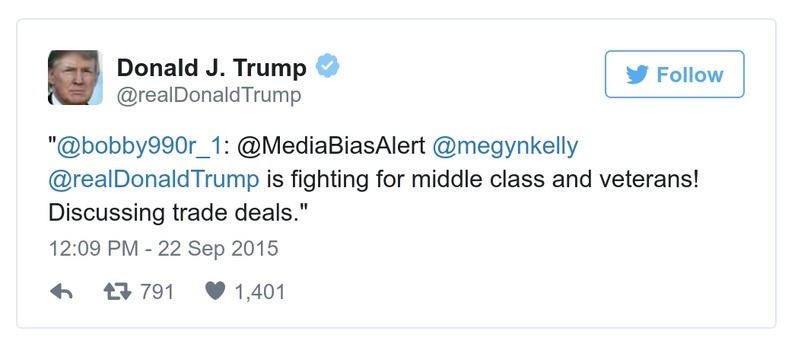 Donald J. Trump
@realDonaldTrump
Follow
"@bobby990r_1: @MediaBiasAlert @megynkelly
@realDonaldTrump is fighting for middle class and veterans!
Discussing trade deals."
12:09 PM - 22 Sep 2015
791 1,401